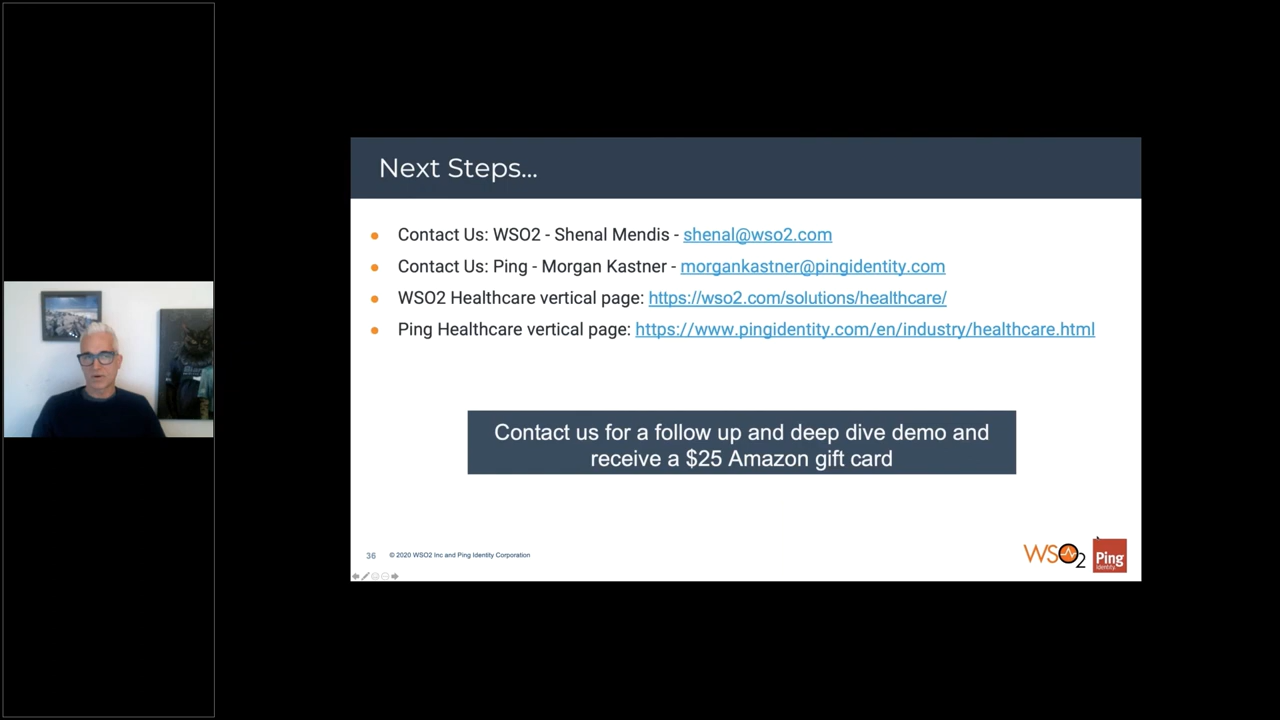 Next Steps...
Contact Us: WSO2 - Shenal Mendis - shenal@wso2.com
Contact Us: Ping - Morgan Kastner - morgankastner@pingidentity.com
WSO2 Healthcare vertical page: https://wso2.com/solutions/healthcare/
Ping Healthcare vertical page: https://www.pingidentity.com/en/industry/healthcare.html
Contact us for a follow up and deep dive demo and
receive a $25 Amazon gift card
36 © 2020 WSO2 Inc and Ping Identity Corporation
WSO2
Ping
Identity